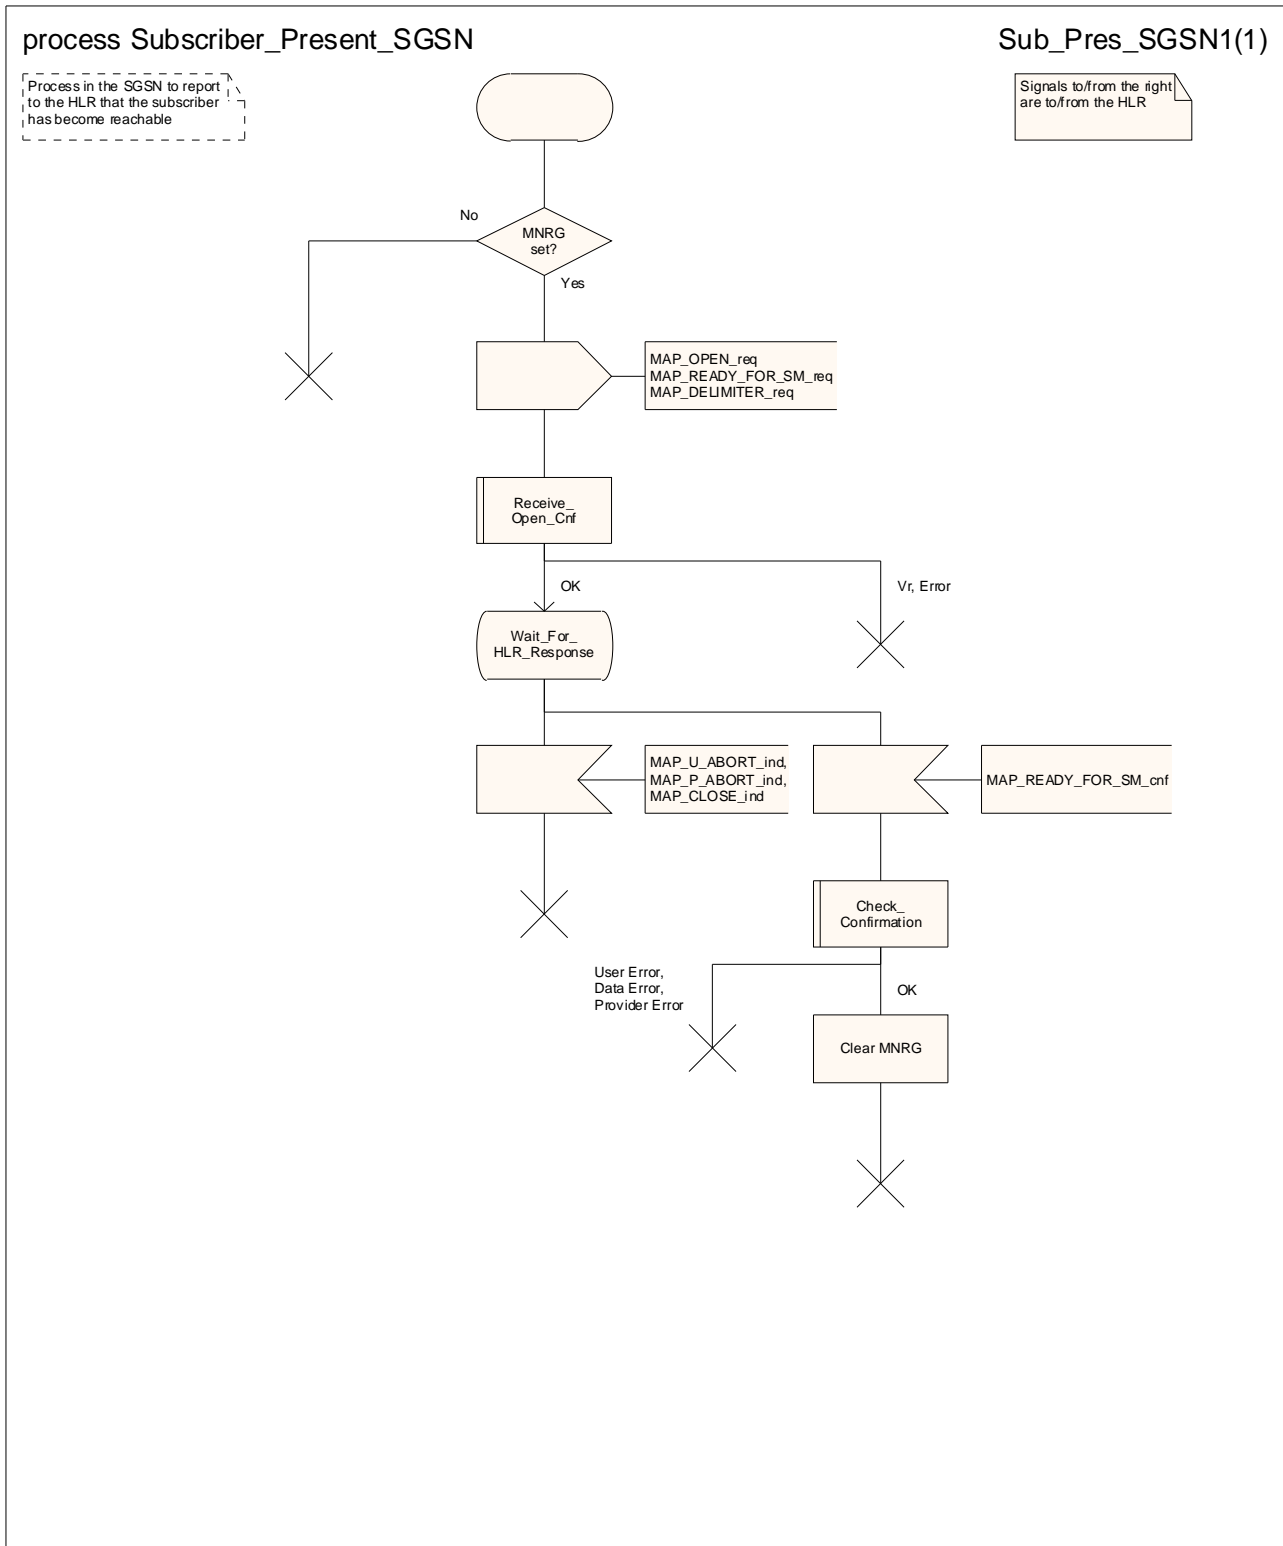 process Subscriber_Present_SGSN
Sub_Pres_SGSN1(1)
Process in the SGSN to report
to the HLR that the subscriber
has become reachable
Signals to/from the right
are to/from the HLR
No
MNRG
set?
Yes
MAP_OPEN_req
MAP_READY_FOR_SM_req
MAP_DELIMITER_req
Receive_
Open_Cnf
OK
Vr, Error
Wait_For_
HLR_Response
MAP_U_ABORT_ind,
MAP_P_ABORT_ind,
MAP_CLOSE_ind
MAP_READY_FOR_SM_cnf
Check_
Confirmation
User Error,
Data Error,
Provider Error
OK
Clear MNRG